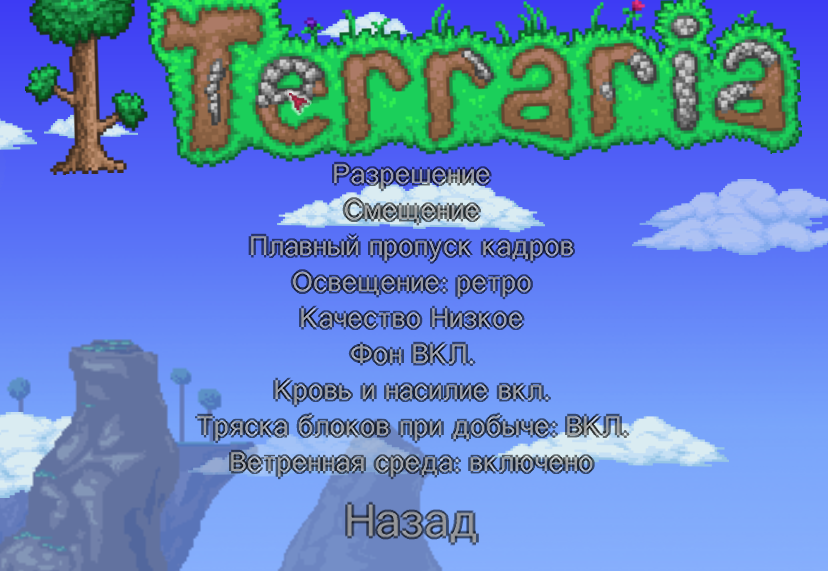 Terraria
Разрешение
Смещение
Плавный пропуск кадров
Освещение: ретро
Качество Низкое
Фон ВКЛ.
Кровь и насилие вкл.
Тряска блоков при добыче: ВКЛ.
Ветренная среда: включено
Назад